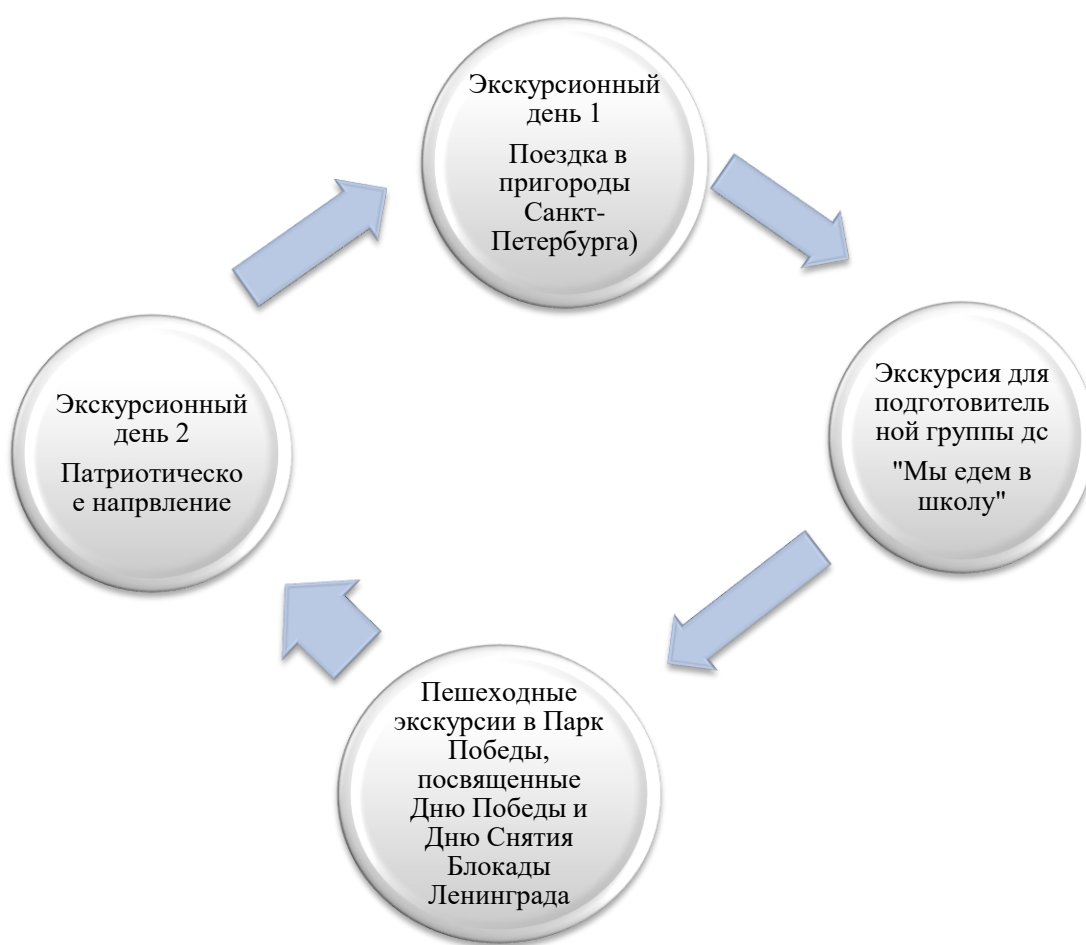 Экскурсионный
день 1
Поездка в
пригороды
Санкт-
Петербурга)
Экскурсия для
подготовитель
ной группы дс
"Мы едем в
школу"
Пешеходные
экскурсии в Парк
Победы,
посвященные
Дню Победы и
Дню Снятия
Блокады
Ленинграда
Экскурсионный
день 2
Патриотическо
е напрвление